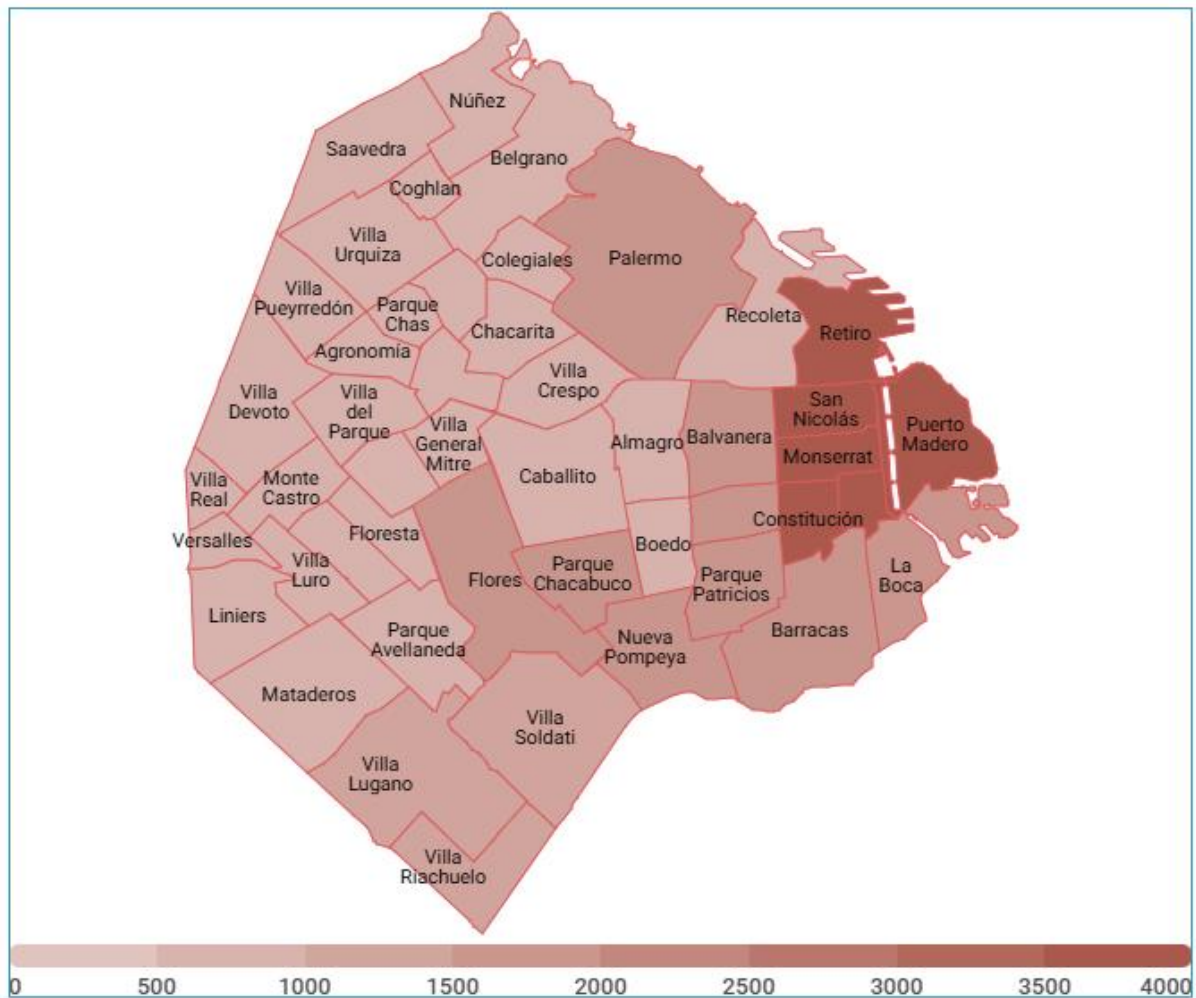 Núñez
Saavedra
Belgrano
Coghlan
Villa
Urquiza
Colegiales
Palermo
Villa
Pueyrredón
Parque
Chas
Chacarita
Recoleta
Retiro
Agronomía
Villa
Crespo
Villa
Devoto
Villa
del
Parque
San
Nicolás
Puerto
Madero
Villa
General
Mitre
Almagro
Balvanera
Monserrat
Caballito
Villa
Real
Monte
Castro
Constitución
Versalles
Floresta
Boedo
Villa
Luro
Flores
Parque
Chacabuco
Parque
Patricios
La
Boca
Liniers
Parque
Avellaneda
Nueva
Pompeya
Barracas
Mataderos
Villa
Soldati
Villa
Lugano
Villa
Riachuelo
0 500 1000 1500 2000 2500 3000 3500 4000